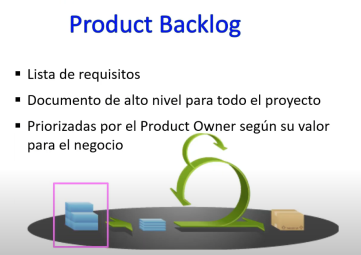 Product Backlog
▪ Lista de requisitos
▪ Documento de alto nivel para todo el proyecto
▪ Priorizadas por el Product Owner según su valor
para el negocio